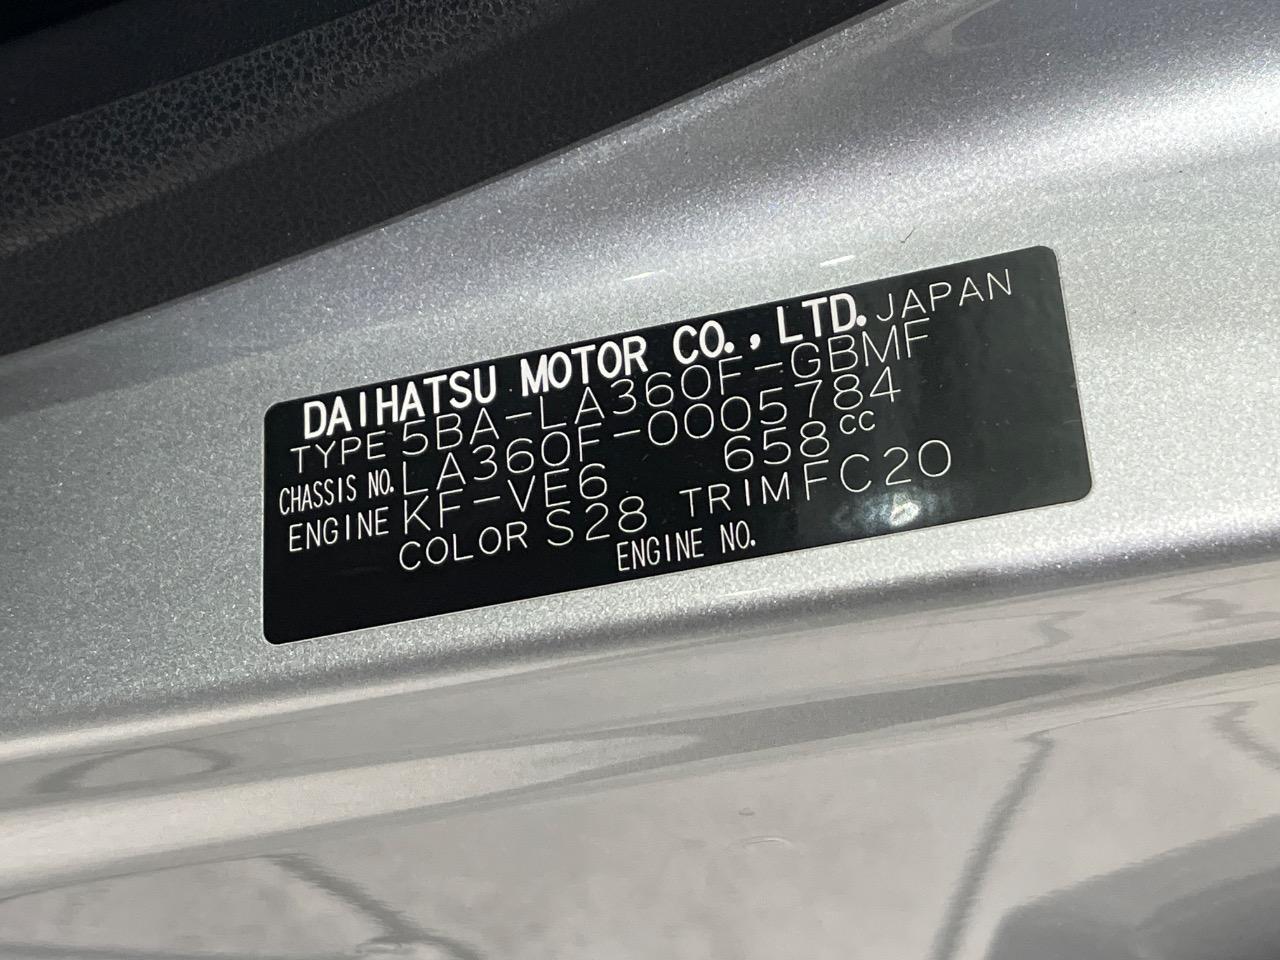 DAIHATSU MOTOR CO., LTD. JAPAN
TYPE 5BA-LA360F-GBMF
CHASSIS NO. LA360F-0005784
ENGINE KF-VE6 658cc
COLOR S28 TRIM FC20
ENGINE NO.